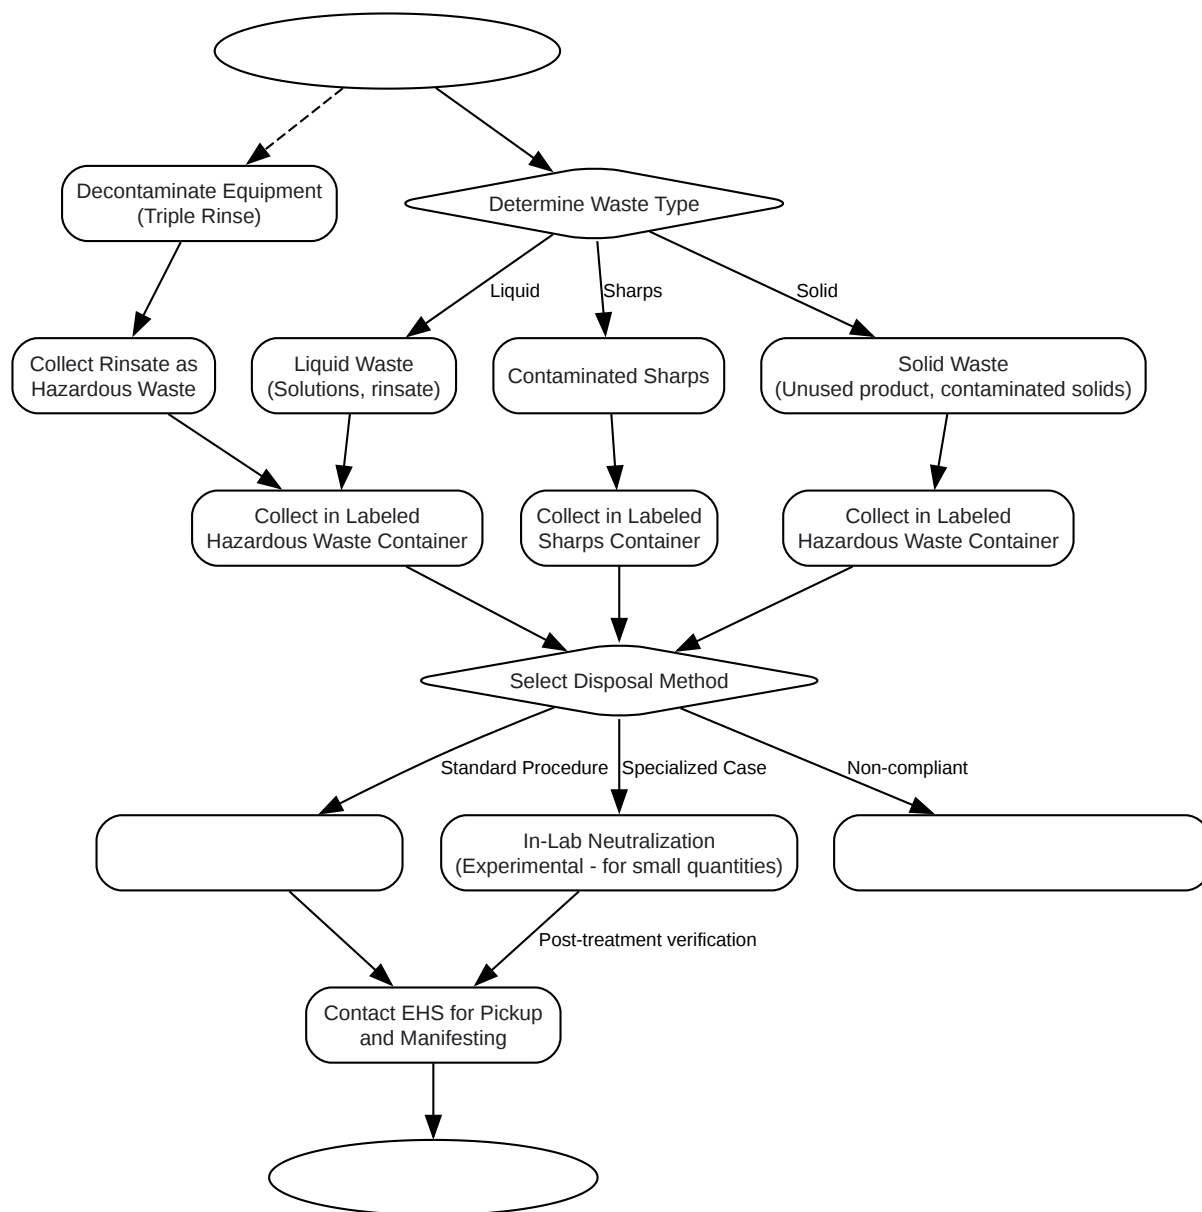 Decontaminate Equipment
(Triple Rinse)
Determine Waste Type
Liquid
Sharps
Solid
Collect Rinsate as
Hazardous Waste
Liquid Waste
(Solutions, rinsate)
Contaminated Sharps
Solid Waste
(Unused product, contaminated solids)
Collect in Labeled
Hazardous Waste Container
Collect in Labeled
Sharps Container
Collect in Labeled
Hazardous Waste Container
Select Disposal Method
Standard Procedure
Specialized Case
Non-compliant
In-Lab Neutralization
(Experimental - for small quantities)
Post-treatment verification
Contact EHS for Pickup
and Manifesting